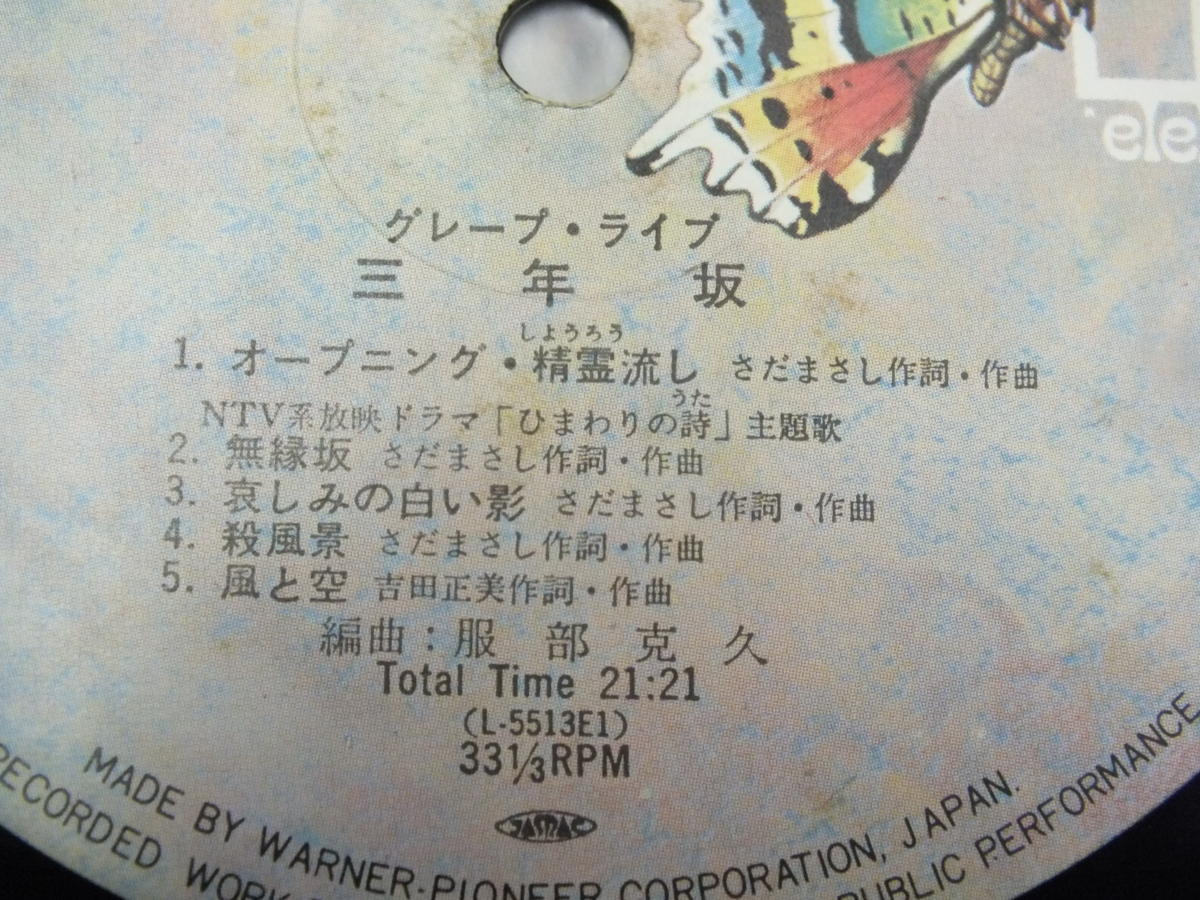 グレープ・ライブ
三年坂
しょうろう
1. オープニング・精霊流し さだまさし作詞・作曲
うた
NTV系放映ドラマ「ひまわりの詩」主題歌
2. 無縁坂 さだまさし作詞・作曲
3. 哀しみの白い影 さだまさし作詞・作曲
4. 殺風景 さだまさし作詞・作曲
5. 風と空 吉田正美作詞・作曲
編曲：服部克久
Total Time 21:21
(L-5513E1)
33 1/3 RPM
JASRAC
MADE BY WARNER-PIONEER CORPORATION, JAPAN.
RECORDED WORK
PUBLIC PERFORMANCE